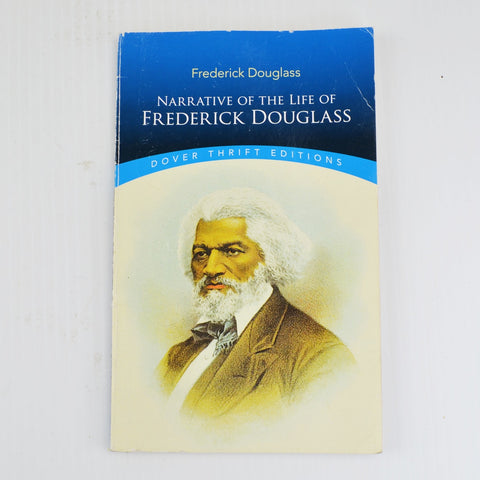 Frederick Douglass
Narrative of the Life of
Frederick Douglass
DOVER THRIFT EDITIONS